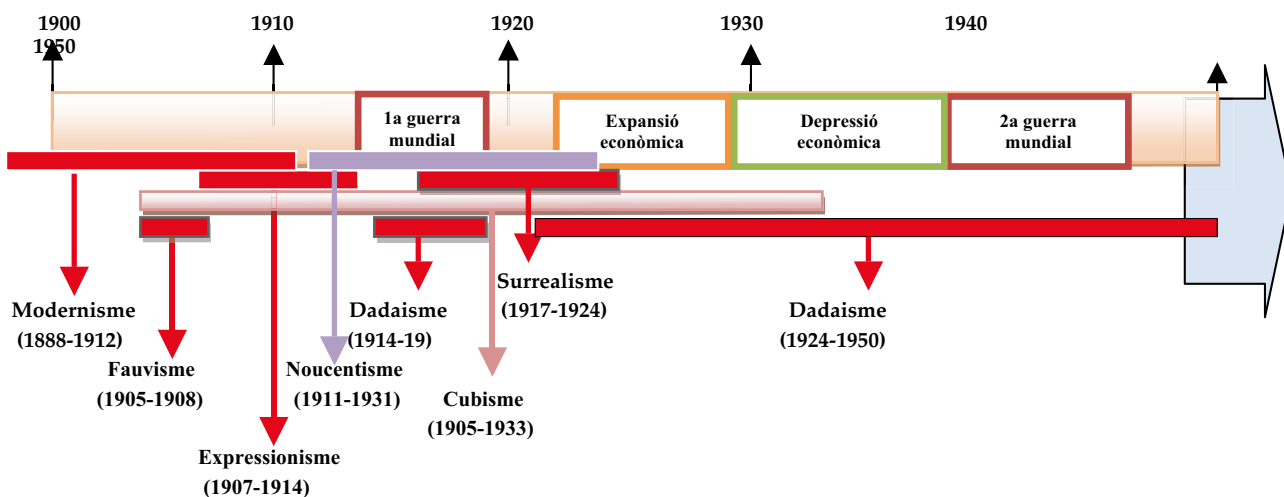 1900
1910
1920
1930
1940
1950
1a guerra
mundial
Expansió
econòmica
Depressió
econòmica
2a guerra
mundial
Modernisme
(1888-1912)
Fauvisme
(1905-1908)
Expressionisme
(1907-1914)
Noucentisme
(1911-1931)
Dadaisme
(1914-19)
Cubisme
(1905-1933)
Surrealisme
(1917-1924)
Dadaisme
(1924-1950)